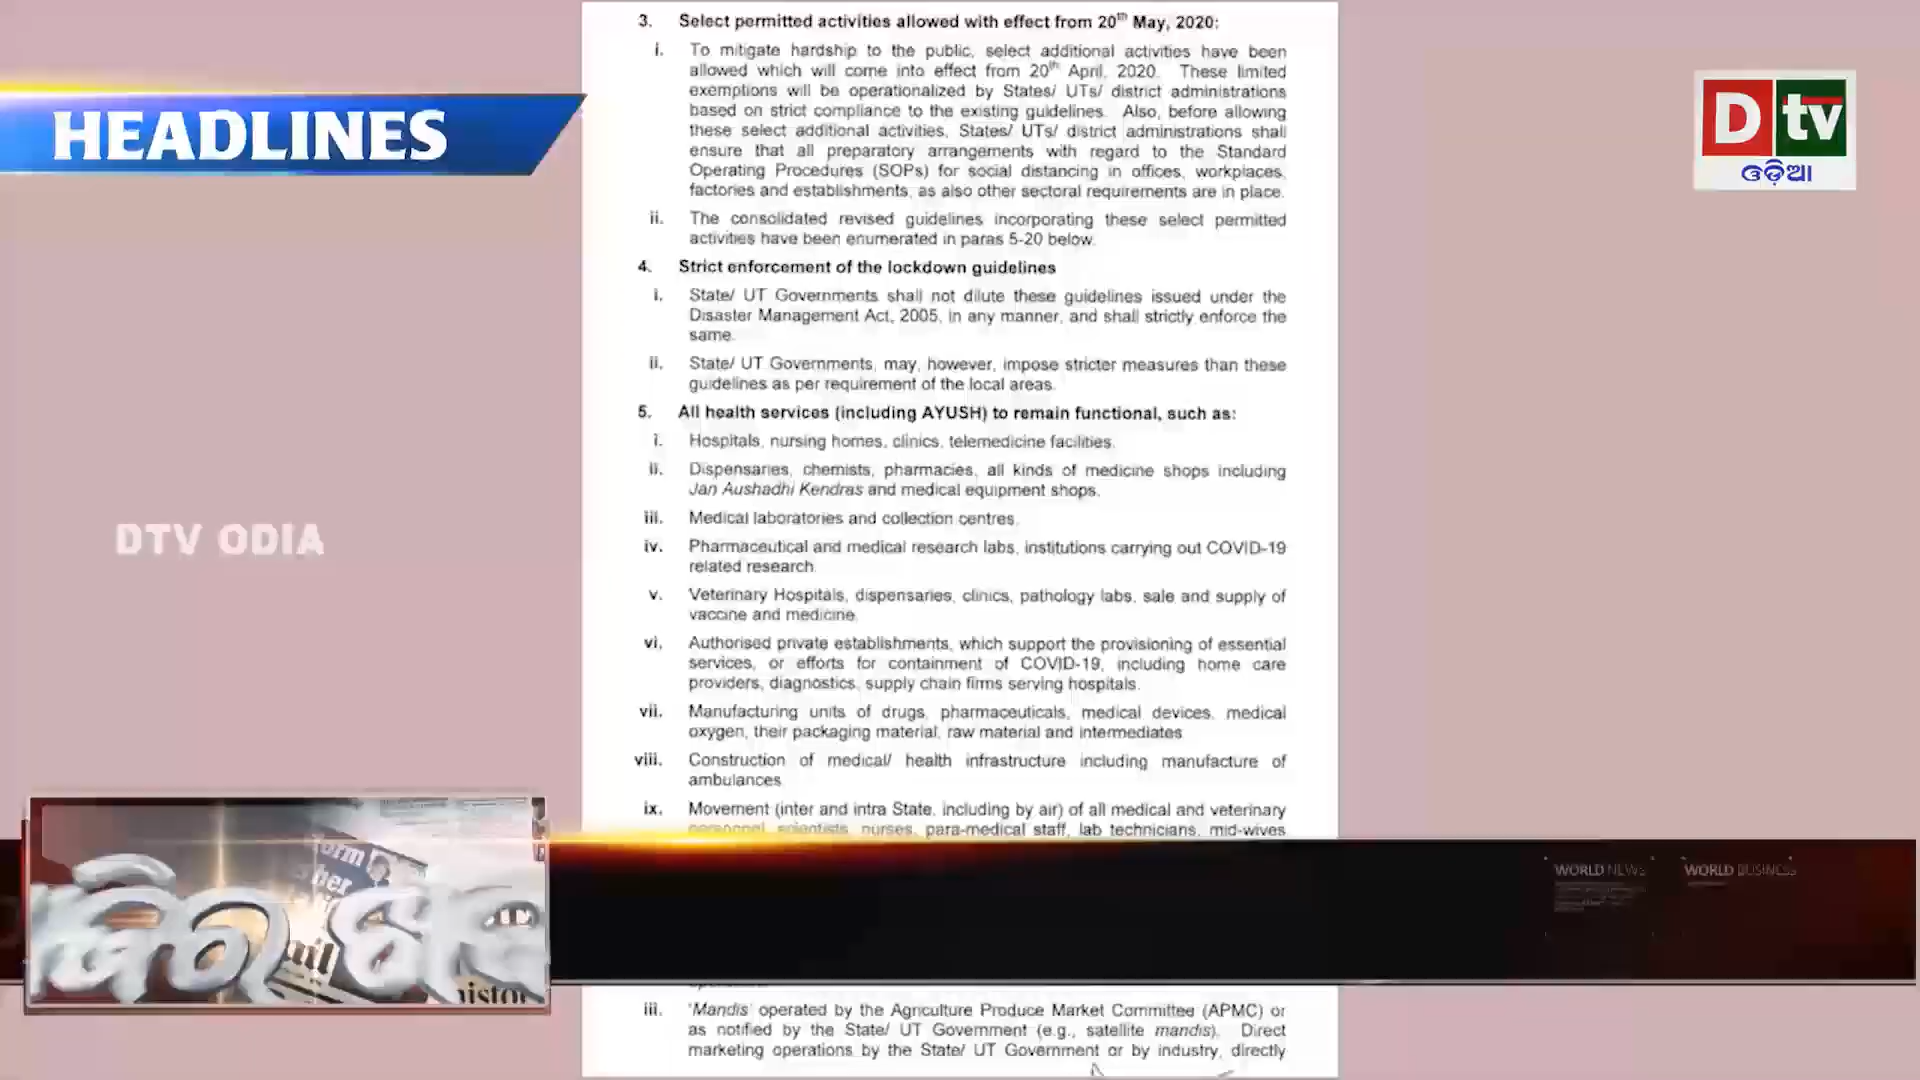 3. Select permitted activities allowed with effect from 20th May, 2020:
i. To mitigate hardship to the public, select additional activities have been
allowed which will come into effect from 20th April, 2020. These limited
exemptions will be operationalized by States/ UTs/ district administrations
based on strict compliance to the existing guidelines. Also, before allowing
these select additional activities, States/ UTs/ district administrations shall
ensure that all preparatory arrangements with regard to the Standard
Operating Procedures (SOPs) for social distancing in offices, workplaces,
factories and establishments, as also other sectoral requirements are in place.
ii. The consolidated revised guidelines incorporating these select permitted
activities have been enumerated in paras 5-20 below.
4. Strict enforcement of the lockdown guidelines
i. State/ UT Governments shall not dilute these guidelines issued under the
Disaster Management Act, 2005, in any manner, and shall strictly enforce the
same.
ii. State/ UT Governments, may, however, impose stricter measures than these
guidelines as per requirement of the local areas.
5. All health services (including AYUSH) to remain functional, such as:
i. Hospitals, nursing homes, clinics, telemedicine facilities.
ii. Dispensaries, chemists, pharmacies, all kinds of medicine shops including
Jan Aushadhi Kendras and medical equipment shops.
iii. Medical laboratories and collection centres.
iv. Pharmaceutical and medical research labs, institutions carrying out COVID-19
related research.
v. Veterinary Hospitals, dispensaries, clinics, pathology labs, sale and supply of
vaccine and medicine.
vi. Authorised private establishments, which support the provisioning of essential
services, or efforts for containment of COVID-19, including home care
providers, diagnostics, supply chain firms serving hospitals.
vii. Manufacturing units of drugs, pharmaceuticals, medical devices, medical
oxygen, their packaging material, raw material and intermediates
viii. Construction of medical/ health infrastructure including manufacture of
ambulances
ix. Movement (inter and intra State, including by air) of all medical and veterinary
personnel, scientists, nurses, para-medical staff, lab technicians, mid-wives
iii. 'Mandis' operated by the Agriculture Produce Market Committee (APMC) or
as notified by the State/ UT Government (e.g., satellite mandis). Direct
marketing operations by the State/ UT Government or by industry, directly
HEADLINES
D tv
ଓଡ଼ିଆ
DTV ODIA
WORLD NEWS
WORLD BUSINESS